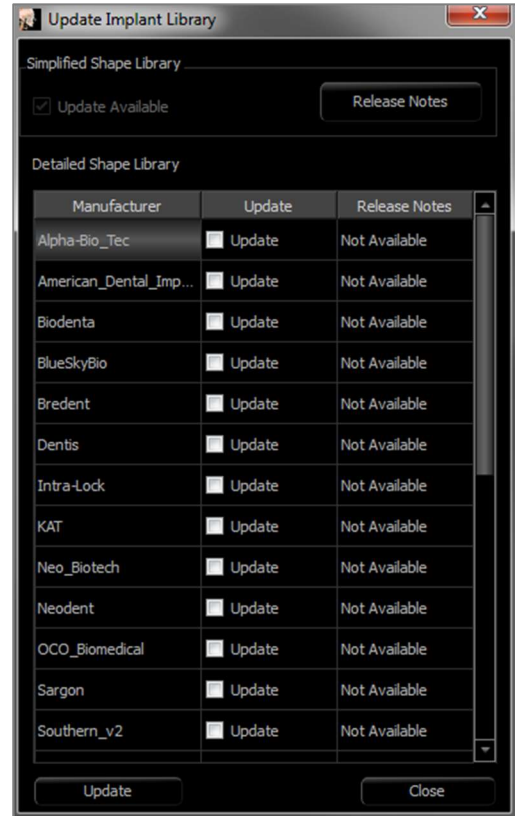 Update Implant Library
Simplified Shape Library
Update Available Release Notes
Detailed Shape Library
Manufacturer Update Release Notes
Alpha-Bio_Tec Update Not Available
American_Dental_Imp... Update Not Available
Biodenta Update Not Available
BlueSkyBio Update Not Available
Bredent Update Not Available
Dentis Update Not Available
Intra-Lock Update Not Available
KAT Update Not Available
Neo_Biotech Update Not Available
Neodent Update Not Available
OCO_Biomedical Update Not Available
Sargon Update Not Available
Southern_v2 Update Not Available
Update Close